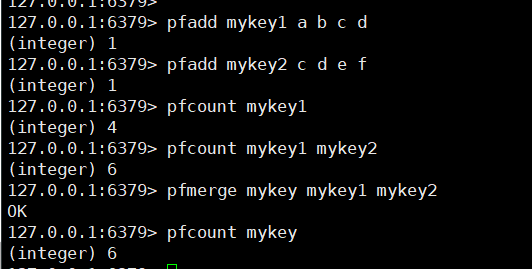 127.0.0.1:6379>
127.0.0.1:6379> pfadd mykey1 a b c d
(integer) 1
127.0.0.1:6379> pfadd mykey2 c d e f
(integer) 1
127.0.0.1:6379> pfcount mykey1
(integer) 4
127.0.0.1:6379> pfcount mykey1 mykey2
(integer) 6
127.0.0.1:6379> pfmerge mykey mykey1 mykey2
OK
127.0.0.1:6379> pfcount mykey
(integer) 6
127.0.0.1:6379>